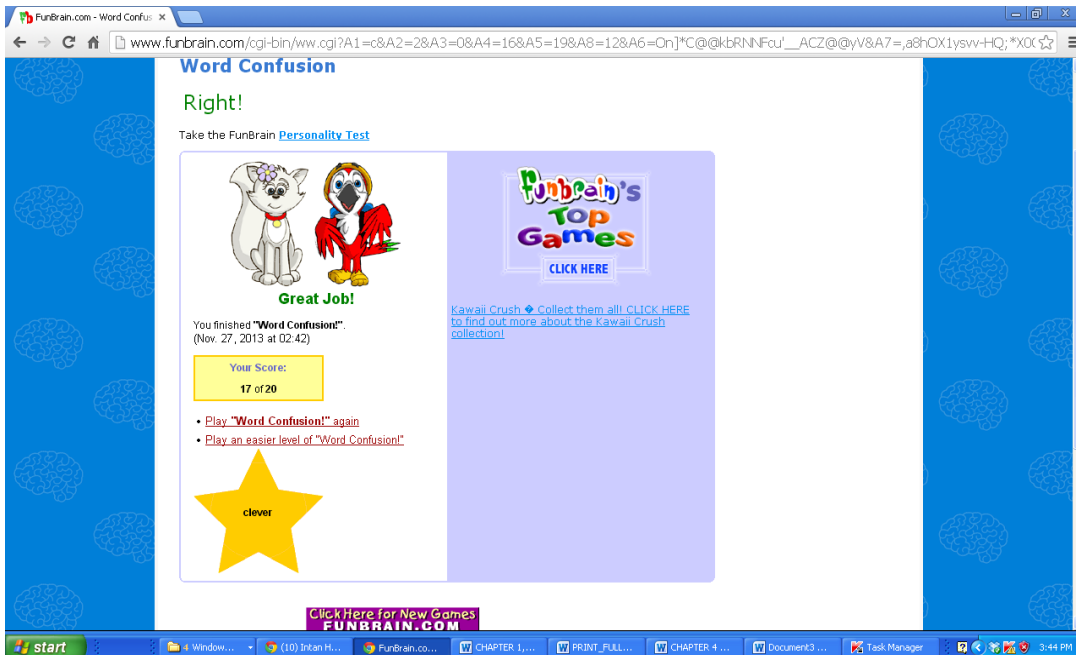 FunBrain.com - Word Confus
www.funbrain.com/cgi-bin/ww.cgi?A1=c&A2=2&A3=0&A4=16&A5=19&A8=12&A6=On]*C@@kbRNNFcu'__ACZ@@yV&A7=,a8hOX1ysvv-HQ;*X0(
Word Confusion
Right!
Take the FunBrain Personality Test
Great Job!
You finished "Word Confusion!".
(Nov. 27, 2013 at 02:42)
Your Score:
17 of 20
• Play "Word Confusion!" again
• Play an easier level of "Word Confusion!"
clever
Funbrain's
Top
Games
CLICK HERE
Kawaii Crush � Collect them all! CLICK HERE
to find out more about the Kawaii Crush
collection!
Click Here for New Games
FUNBRAIN.COM
start
4 Window...
(10) Intan H...
FunBrain.co...
CHAPTER 1,...
PRINT_FULL...
CHAPTER 4 ...
Document3 ...
Task Manager
3:44 PM